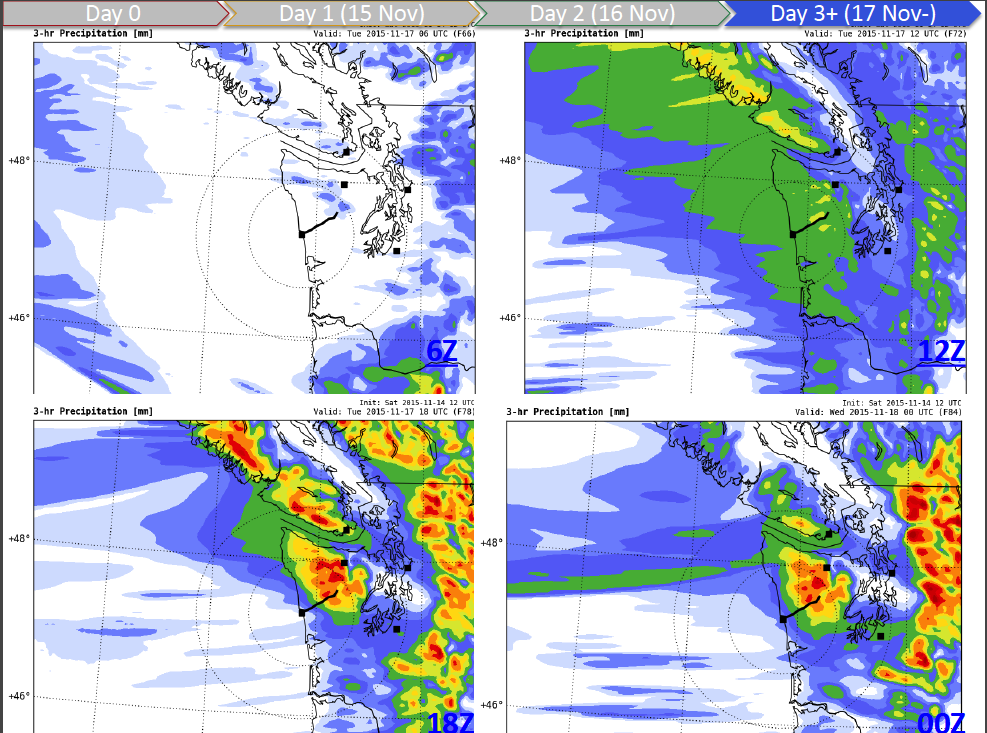 Day 0
Day 1 (15 Nov)
Day 2 (16 Nov)
Day 3+ (17 Nov-)
3-hr Precipitation [mm]
Valid: Tue 2015-11-17 06 UTC (F66)
3-hr Precipitation [mm]
Valid: Tue 2015-11-17 12 UTC (F72)
+48°
+46°
6Z
+48°
+46°
12Z
Init: Sat 2015-11-14 12 UTC
3-hr Precipitation [mm]
Valid: Tue 2015-11-17 18 UTC (F78)
Init: Sat 2015-11-14 12 UTC
3-hr Precipitation [mm]
Valid: Wed 2015-11-18 00 UTC (F84)
+48°
+46°
18Z
+48°
+46°
00Z